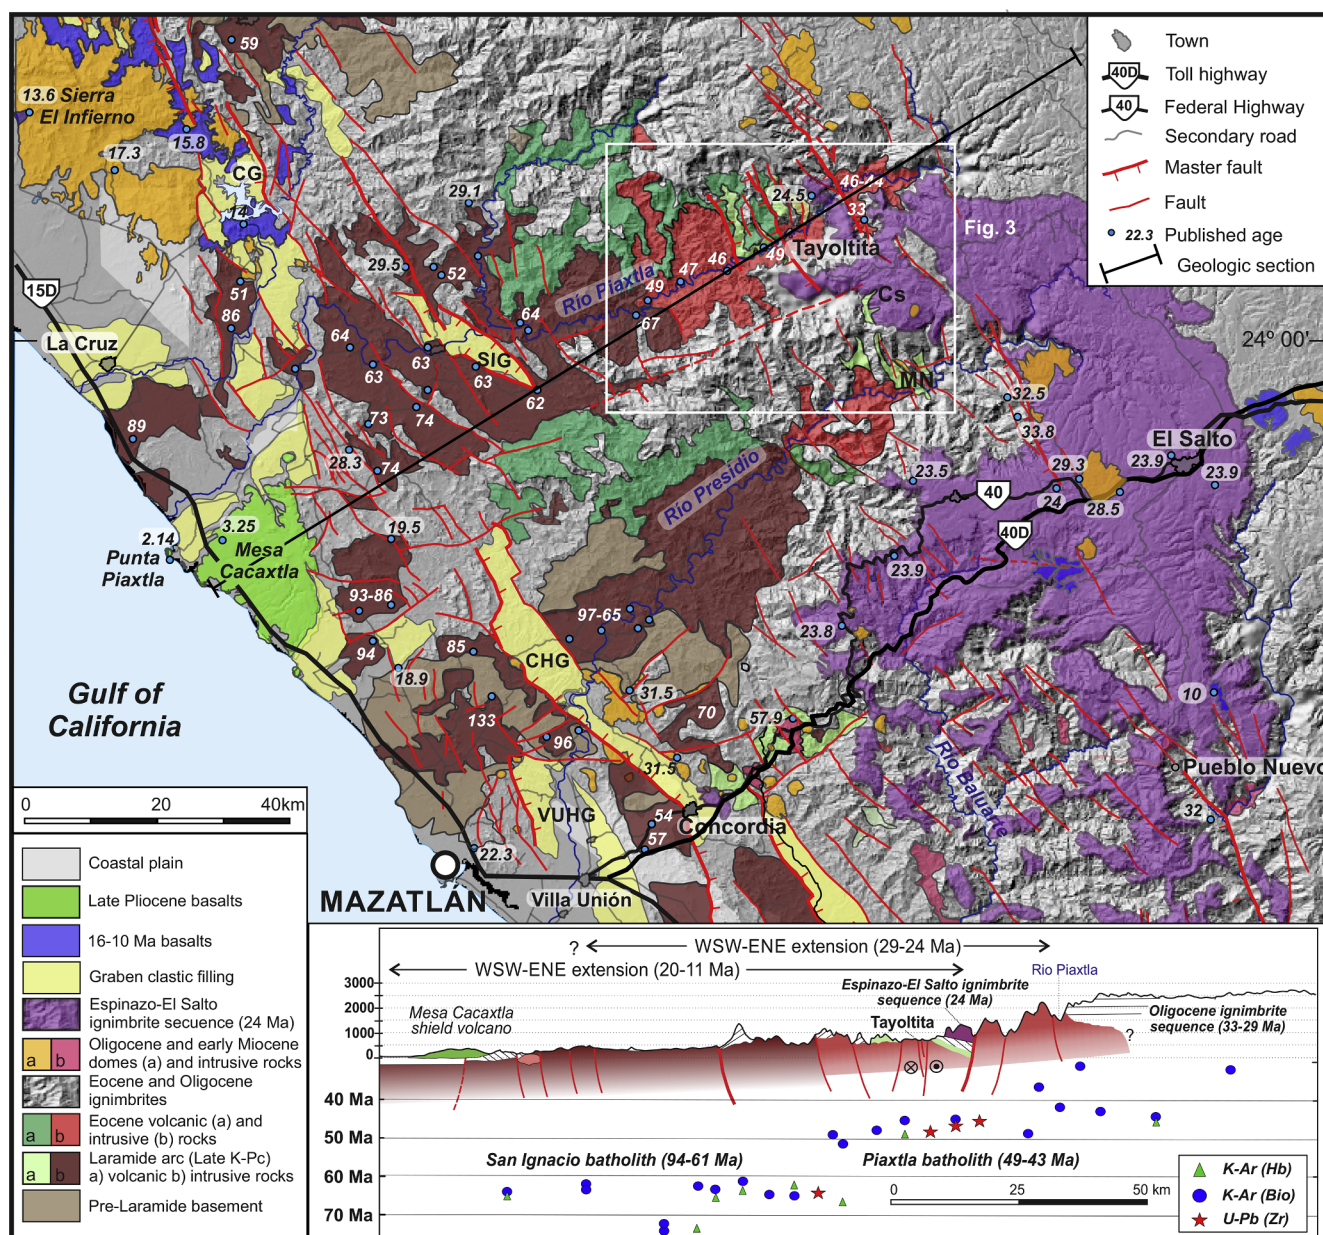 59
13.6 Sierra
El Infierno
15.8
17.3
CG
14
29.1
24.5
46-44
33
Tayoltita
Fig. 3
29.5
52
46
49
47
49
67
Río Piaxtla
Cs
MN
51
86
64
64
63
63
SIG
63
62
73
74
74
28.3
15D
La Cruz
89
24º 00'
32.5
33.8
El Salto
23.9
23.9
29.3
24
28.5
23.5
40
40D
Río Presidio
23.9
23.8
2.14
Punta
Piaxtla
3.25
Mesa
Cacaxtla
19.5
93-86
94
18.9
85
97-65
CHG
31.5
70
57.9
133
96
31.5
10
Pueblo Nuevo
32
Río Baluarte
Gulf of
California
VUHG
54
57
Concordia
22.3
MAZATLÁN
Villa Unión
Town
40D Toll highway
40 Federal Highway
Secondary road
Master fault
Fault
22.3 Published age
Geologic section
0 20 40km
Coastal plain
Late Pliocene basalts
16-10 Ma basalts
Graben clastic filling
Espinazo-El Salto
ignimbrite secuence (24 Ma)
a b Oligocene and early Miocene
domes (a) and intrusive rocks
Eocene and Oligocene
ignimbrites
a b Eocene volcanic (a) and
intrusive (b) rocks
a b Laramide arc (Late K-Pc)
a) volcanic b) intrusive rocks
Pre-Laramide basement
? WSW-ENE extension (29-24 Ma)
WSW-ENE extension (20-11 Ma)
Rio Piaxtla
3000
2000
1000
0
Mesa Cacaxtla
shield volcano
Espinazo-El Salto ignimbrite
sequence (24 Ma)
Tayoltita
Oligocene ignimbrite
sequence (33-29 Ma)
?
40 Ma
50 Ma
60 Ma
70 Ma
San Ignacio batholith (94-61 Ma)
Piaxtla batholith (49-43 Ma)
0 25 50 km
K-Ar (Hb)
K-Ar (Bio)
U-Pb (Zr)